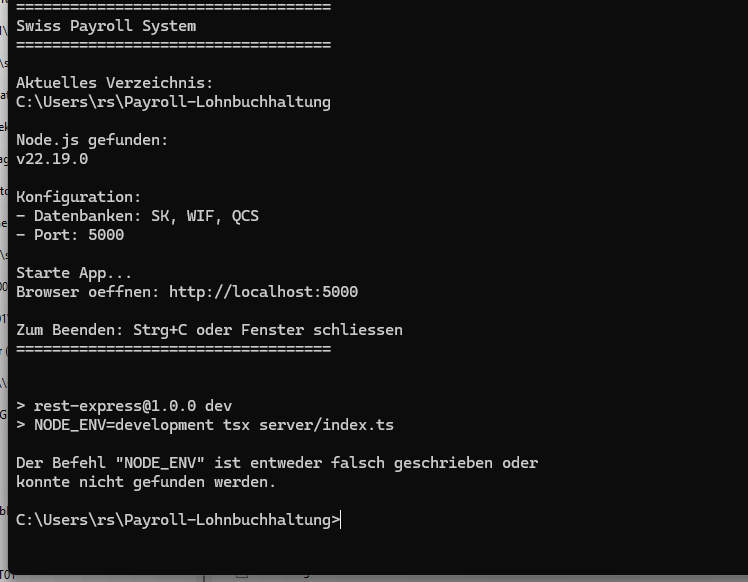 ===================================
Swiss Payroll System
===================================
Aktuelles Verzeichnis:
C:\Users\rs\Payroll-Lohnbuchhaltung
Node.js gefunden:
v22.19.0
Konfiguration:
- Datenbanken: SK, WIF, QCS
- Port: 5000
Starte App...
Browser oeffnen: http://localhost:5000
Zum Beenden: Strg+C oder Fenster schliessen
===================================
> rest-express@1.0.0 dev
> NODE_ENV=development tsx server/index.ts
Der Befehl "NODE_ENV" ist entweder falsch geschrieben oder
konnte nicht gefunden werden.
C:\Users\rs\Payroll-Lohnbuchhaltung>